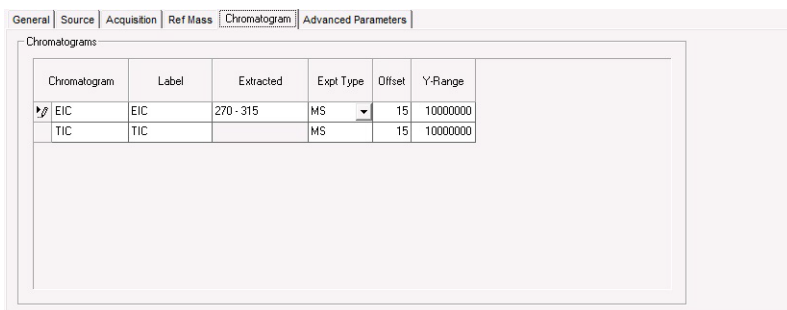 General Source Acquisition Ref Mass Chromatogram Advanced Parameters
Chromatograms
Chromatogram Label Extracted Expt Type Offset Y-Range
EIC EIC 270 - 315 MS 15 10000000
TIC TIC MS 15 10000000